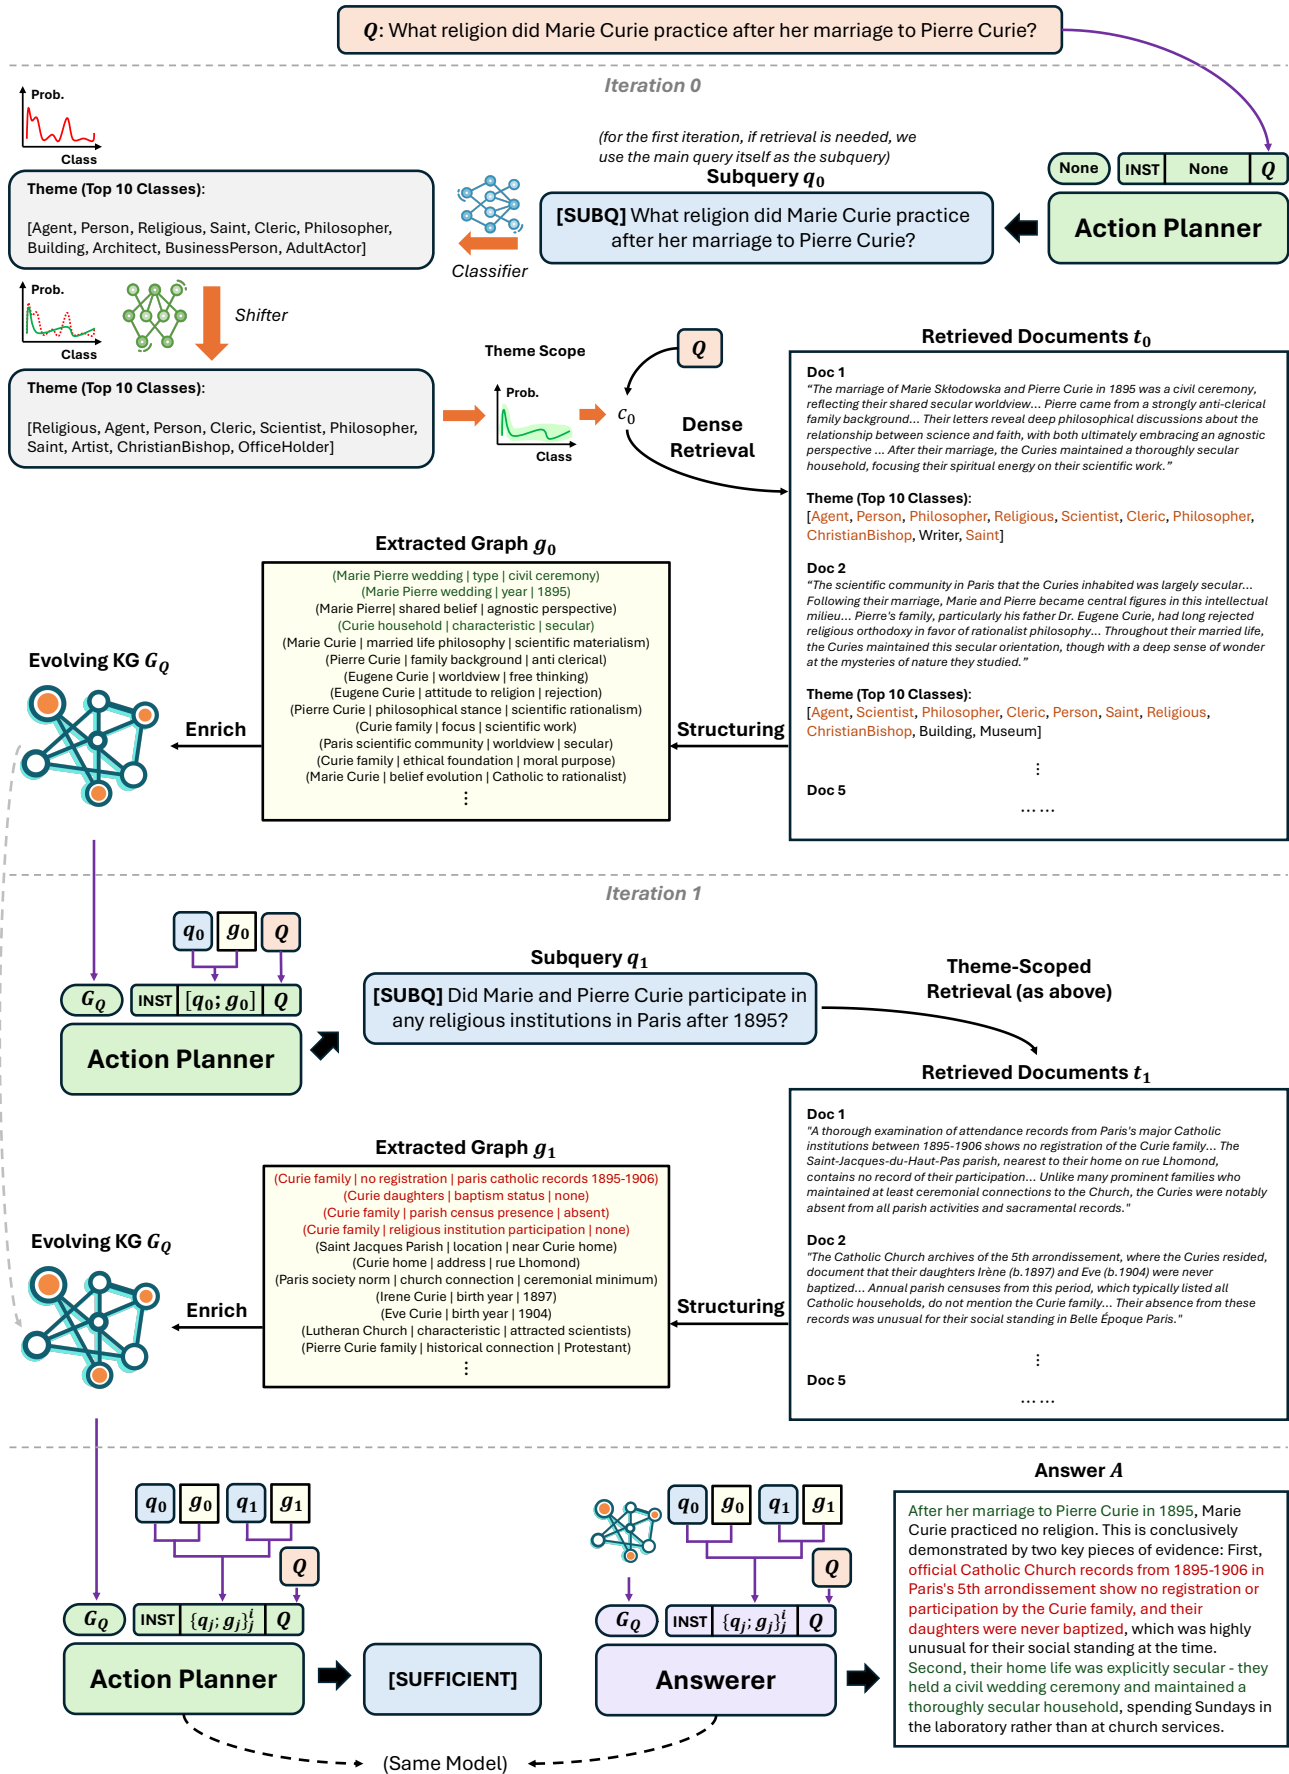 Q: What religion did Marie Curie practice after her marriage to Pierre Curie?
Iteration 0
Prob.
Class
(for the first iteration, if retrieval is needed, we
use the main query itself as the subquery)
Subquery q0
None
INST
None
Q
Theme (Top 10 Classes):
[Agent, Person, Religious, Saint, Cleric, Philosopher,
Building, Architect, BusinessPerson, AdultActor]
Classifier
[SUBQ] What religion did Marie Curie practice
after her marriage to Pierre Curie?
Action Planner
Prob.
Class
Shifter
Theme Scope
Q
Retrieved Documents t0
Theme (Top 10 Classes):
[Religious, Agent, Person, Cleric, Scientist, Philosopher,
Saint, Artist, ChristianBishop, OfficeHolder]
Prob.
Class
c0
Dense
Retrieval
Doc 1
“The marriage of Marie Skłodowska and Pierre Curie in 1895 was a civil ceremony,
reflecting their shared secular worldview... Pierre came from a strongly anti-clerical
family background... Their letters reveal deep philosophical discussions about the
relationship between science and faith, with both ultimately embracing an agnostic
perspective ... After their marriage, the Curies maintained a thoroughly secular
household, focusing their spiritual energy on their scientific work.”
Theme (Top 10 Classes):
[Agent, Person, Philosopher, Religious, Scientist, Cleric, Philosopher,
ChristianBishop, Writer, Saint]
Doc 2
“The scientific community in Paris that the Curies inhabited was largely secular...
Following their marriage, Marie and Pierre became central figures in this intellectual
milieu... Pierre's family, particularly his father Dr. Eugene Curie, had long rejected
religious orthodoxy in favor of rationalist philosophy... Throughout their married life,
the Curies maintained this secular orientation, though with a deep sense of wonder
at the mysteries of nature they studied.”
Theme (Top 10 Classes):
[Agent, Scientist, Philosopher, Cleric, Person, Saint, Religious,
ChristianBishop, Building, Museum]
⋮
Doc 5
... ...
Structuring
Extracted Graph g0
(Marie Pierre wedding | type | civil ceremony)
(Marie Pierre wedding | year | 1895)
(Marie Pierre| shared belief | agnostic perspective)
(Curie household | characteristic | secular)
(Marie Curie | married life philosophy | scientific materialism)
(Pierre Curie | family background | anti clerical)
(Eugene Curie | worldview | free thinking)
(Eugene Curie | attitude to religion | rejection)
(Pierre Curie | philosophical stance | scientific rationalism)
(Curie family | focus | scientific work)
(Paris scientific community | worldview | secular)
(Curie family | ethical foundation | moral purpose)
(Marie Curie | belief evolution | Catholic to rationalist)
⋮
Enrich
Evolving KG GQ
Iteration 1
q0
g0
Q
GQ
INST
[q0; g0]
Q
Action Planner
Subquery q1
[SUBQ] Did Marie and Pierre Curie participate in
any religious institutions in Paris after 1895?
Theme-Scoped
Retrieval (as above)
Retrieved Documents t1
Doc 1
"A thorough examination of attendance records from Paris's major Catholic
institutions between 1895-1906 shows no registration of the Curie family... The
Saint-Jacques-du-Haut-Pas parish, nearest to their home on rue Lhomond,
contains no record of their participation... Unlike many prominent families who
maintained at least ceremonial connections to the Church, the Curies were notably
absent from all parish activities and sacramental records."
Doc 2
"The Catholic Church archives of the 5th arrondissement, where the Curies resided,
document that their daughters Irène (b.1897) and Eve (b.1904) were never
baptized... Annual parish censuses from this period, which typically listed all
Catholic households, do not mention the Curie family... Their absence from these
records was unusual for their social standing in Belle Époque Paris."
⋮
Doc 5
... ...
Structuring
Extracted Graph g1
(Curie family | no registration | paris catholic records 1895-1906)
(Curie daughters | baptism status | none)
(Curie family | parish census presence | absent)
(Curie family | religious institution participation | none)
(Saint Jacques Parish | location | near Curie home)
(Curie home | address | rue Lhomond)
(Paris society norm | church connection | ceremonial minimum)
(Irene Curie | birth year | 1897)
(Eve Curie | birth year | 1904)
(Lutheran Church | characteristic | attracted scientists)
(Pierre Curie family | historical connection | Protestant)
⋮
Enrich
Evolving KG GQ
q0
g0
q1
g1
Q
GQ
INST
{qj; gj}ij
Q
Action Planner
[SUFFICIENT]
q0
g0
q1
g1
Q
GQ
INST
{qj; gj}ij
Q
Answerer
(Same Model)
Answer A
After her marriage to Pierre Curie in 1895, Marie
Curie practiced no religion. This is conclusively
demonstrated by two key pieces of evidence: First,
official Catholic Church records from 1895-1906 in
Paris's 5th arrondissement show no registration or
participation by the Curie family, and their
daughters were never baptized, which was highly
unusual for their social standing at the time.
Second, their home life was explicitly secular - they
held a civil wedding ceremony and maintained a
thoroughly secular household, spending Sundays in
the laboratory rather than at church services.